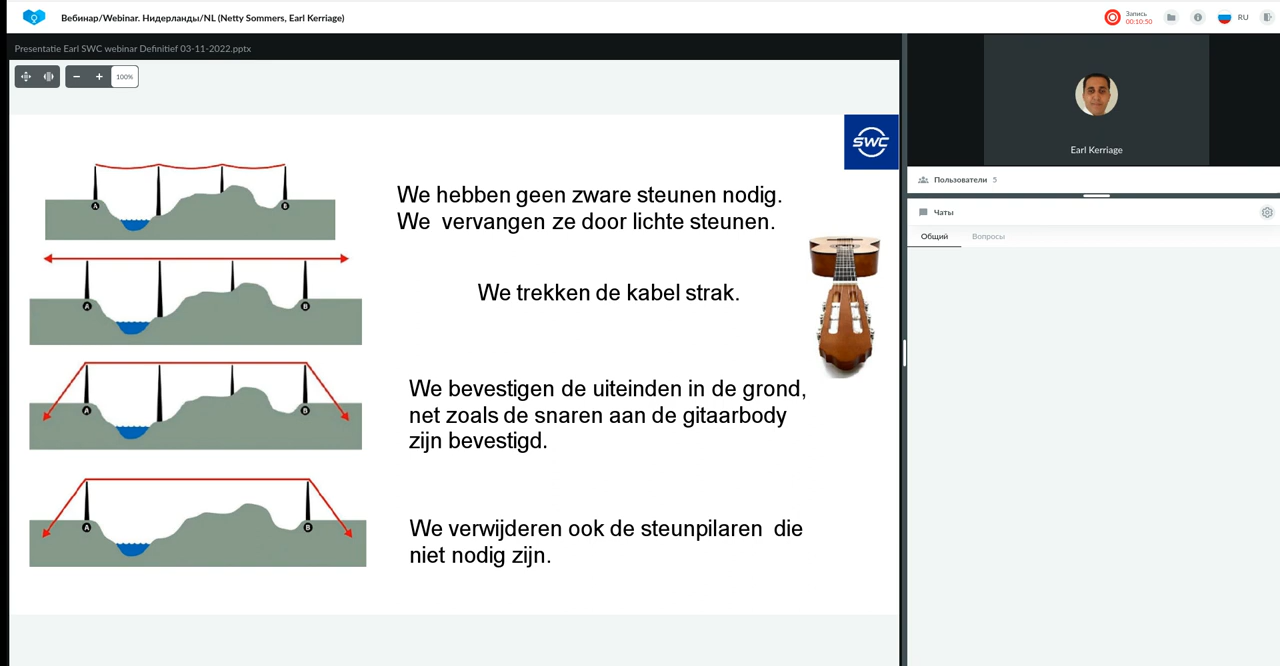 Вебинар/Webinar. Нидерланды/NL (Netty Sommers, Earl Kerriage)
Запись
00:10:50
RU
Presentatie Earl SWC webinar Definitief 03-11-2022.pptx
100%
SWC
We hebben geen zware steunen nodig.
We vervangen ze door lichte steunen.
A
B
We trekken de kabel strak.
A
B
We bevestigen de uiteinden in de grond,
net zoals de snaren aan de gitaarbody
zijn bevestigd.
A
B
We verwijderen ook de steunpilaren die
niet nodig zijn.
A
B
Earl Kerriage
Пользователи 5
Чаты
Общий
Вопросы